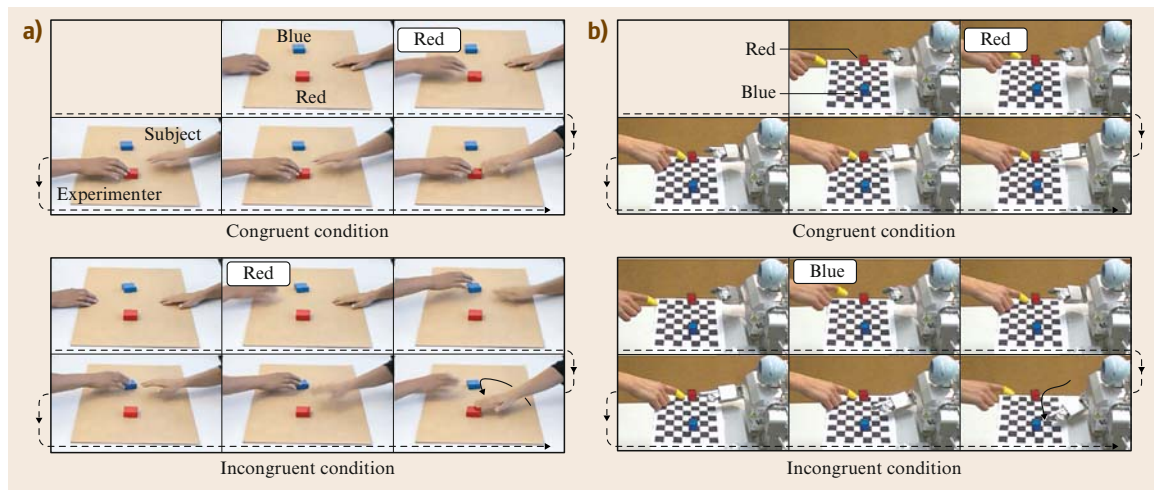 a)
Blue
Red
Red
Subject
Experimenter
Congruent condition
Red
Incongruent condition
b)
Red
Red
Blue
Congruent condition
Blue
Incongruent condition